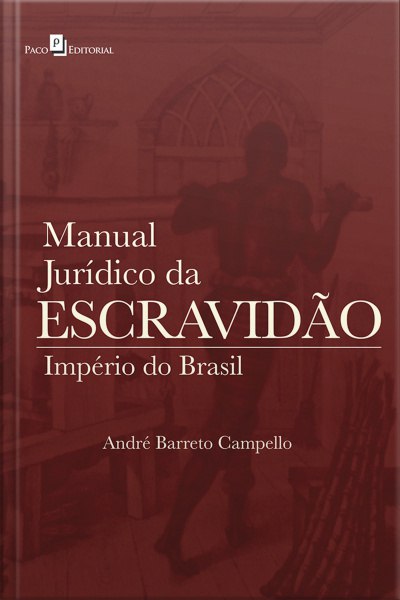 PACO P EDITORIAL
Manual
Jurídico da
ESCRAVIDÃO
Império do Brasil
André Barreto Campello